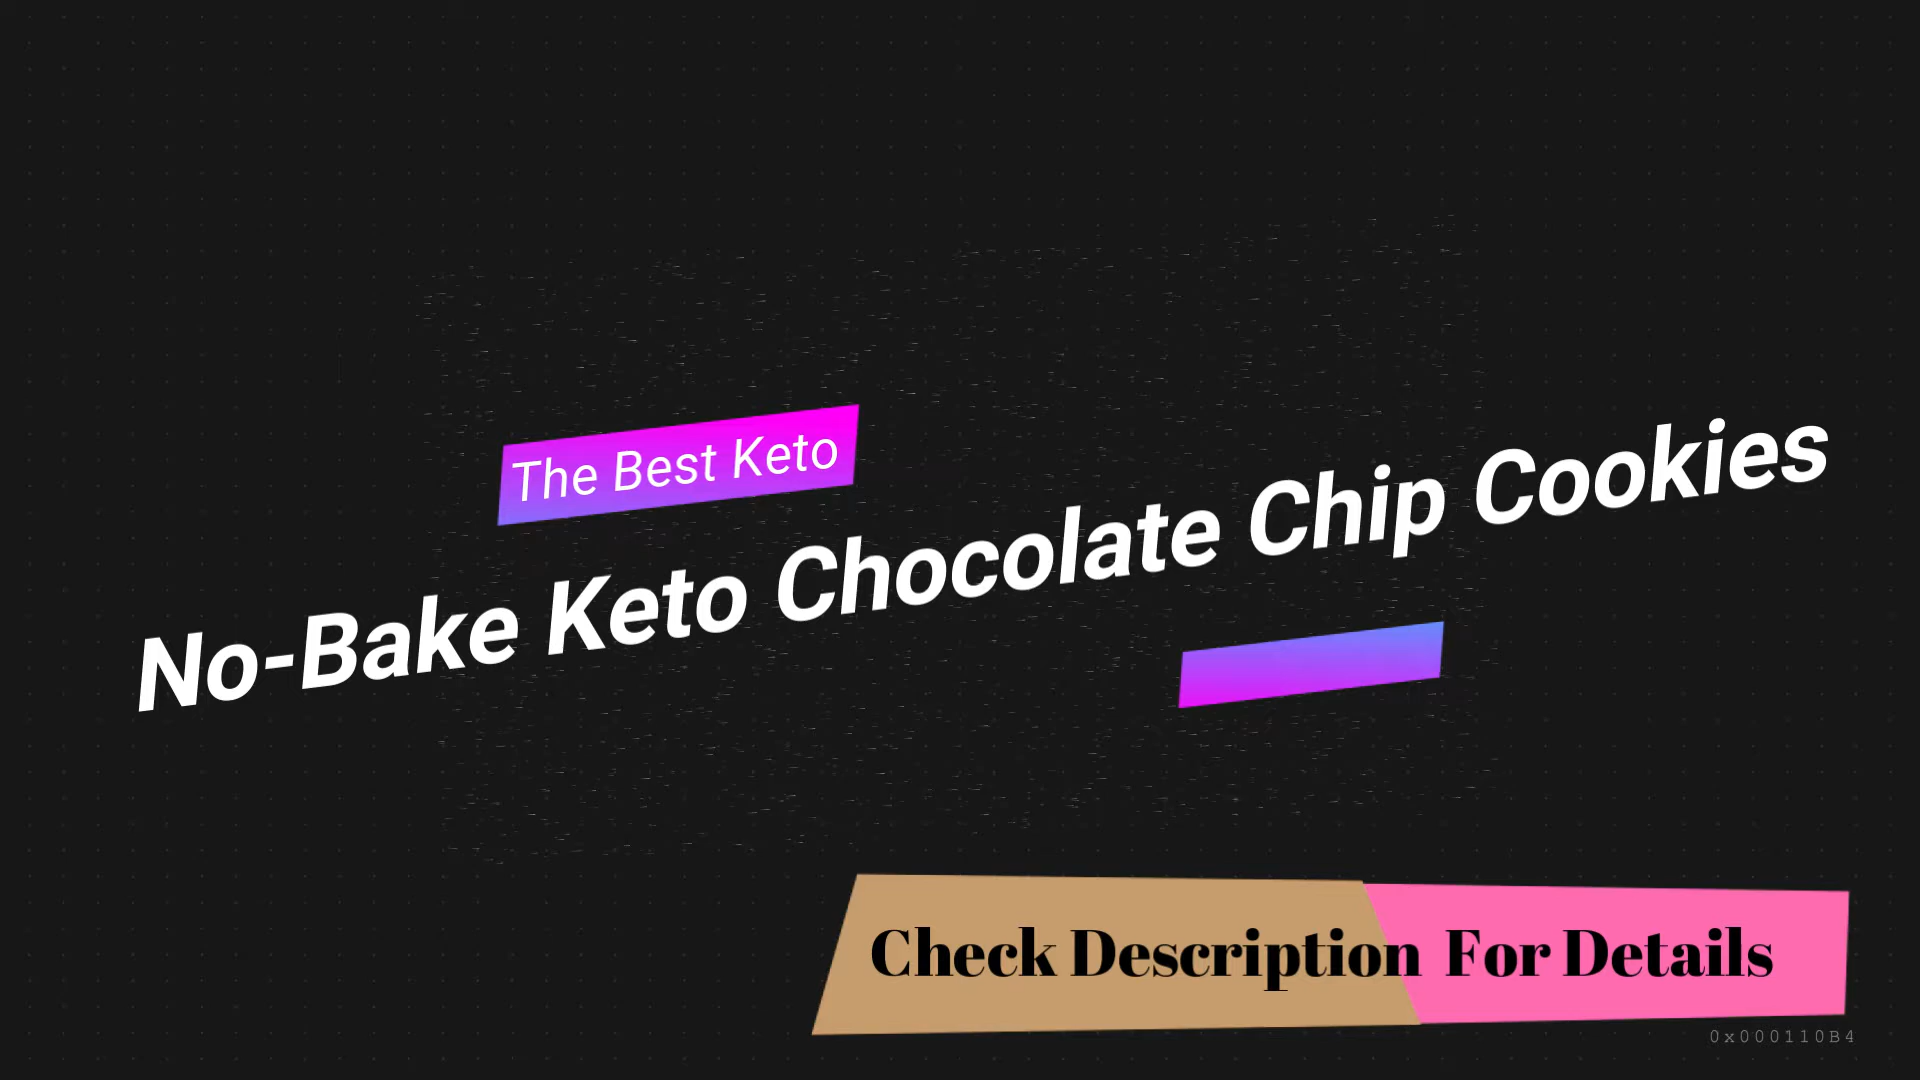 The Best Keto
No-Bake Keto Chocolate Chip Cookies
Check Description For Details
0x000110B4